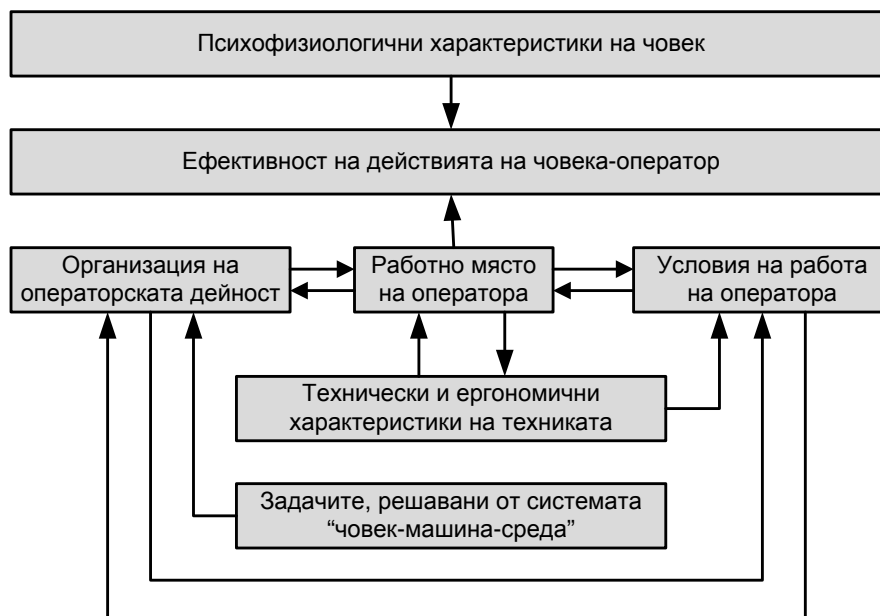 Психофизиологични характеристики на човек
Ефективност на действията на човека-оператор
Организация на
операторската дейност
Работно място
на оператора
Условия на работа
на оператора
Технически и ергономични
характеристики на техниката
Задачите, решавани от системата
“човек-машина-среда”